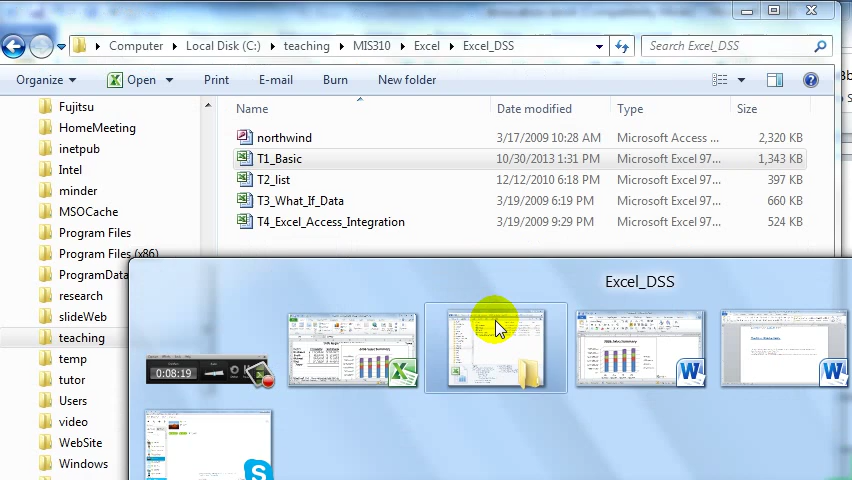 Computer ▸ Local Disk (C:) ▸ teaching ▸ MIS310 ▸ Excel ▸ Excel_DSS
Search Excel_DSS
Organize
Open
Print
E-mail
Burn
New folder
Name
Date modified
Type
Size
Fujitsu
HomeMeeting
inetpub
Intel
minder
MSOCache
Program Files
Program Files (x86)
ProgramData
research
slideWeb
teaching
temp
tutor
Users
video
WebSite
Windows
northwind 3/17/2009 10:28 AM Microsoft Access ... 2,320 KB
T1_Basic 10/30/2013 1:31 PM Microsoft Excel 97... 1,343 KB
T2_list 12/12/2010 6:18 PM Microsoft Excel 97... 397 KB
T3_What_If_Data 3/19/2009 6:19 PM Microsoft Excel 97... 660 KB
T4_Excel_Access_Integration 3/19/2009 9:29 PM Microsoft Excel 97... 524 KB
Excel_DSS
0:08:19